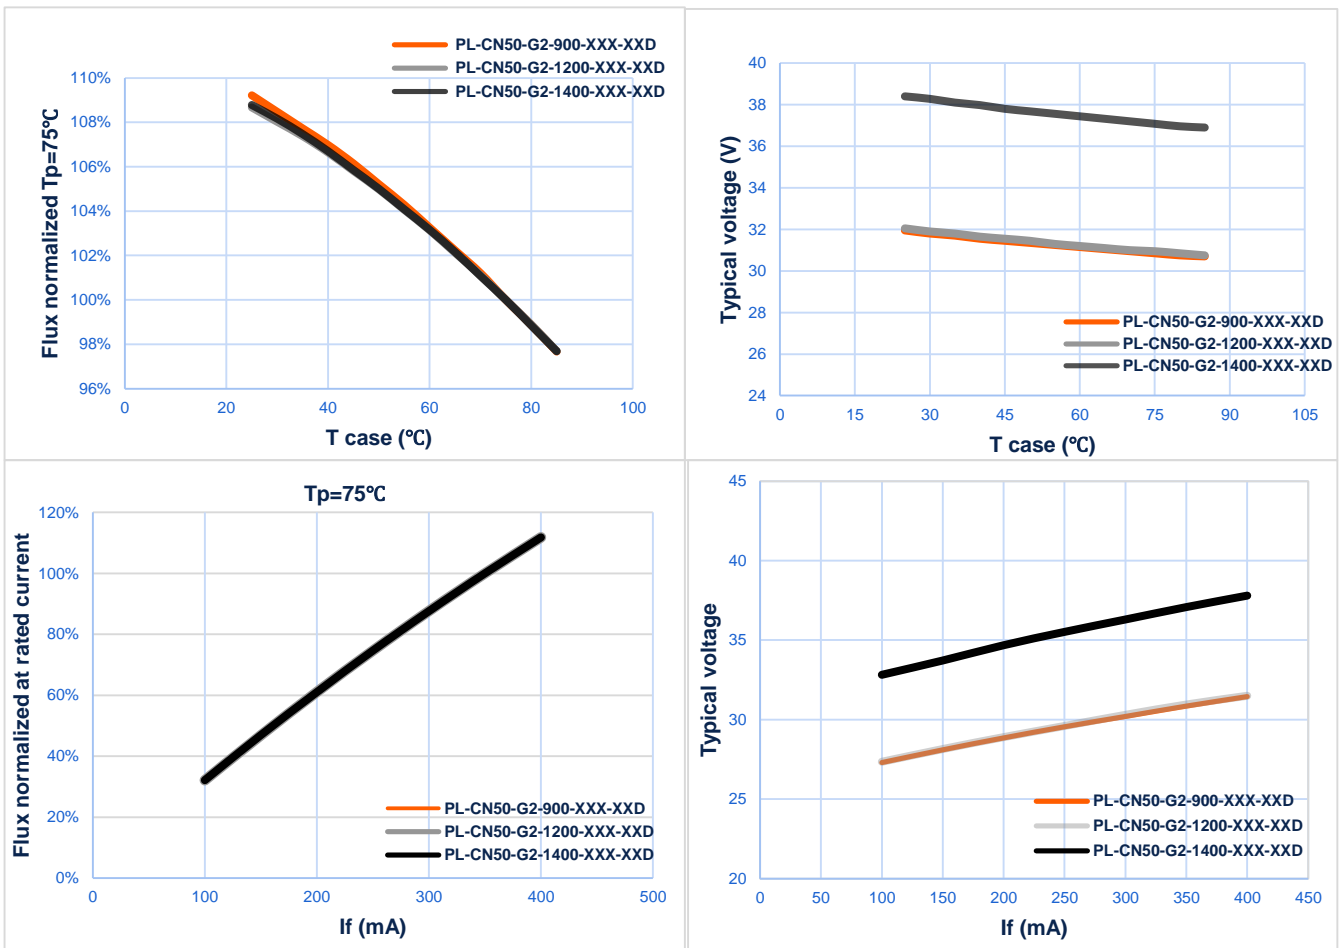 PL-CN50-G2-900-XXX-XXD
PL-CN50-G2-1200-XXX-XXD
PL-CN50-G2-1400-XXX-XXD
Flux normalized Tp=75℃
110%
108%
106%
104%
102%
100%
98%
96%
0 20 40 60 80 100
T case (℃)
Typical voltage (V)
40
38
36
34
32
30
28
26
24
PL-CN50-G2-900-XXX-XXD
PL-CN50-G2-1200-XXX-XXD
PL-CN50-G2-1400-XXX-XXD
0 15 30 45 60 75 90 105
T case (℃)
Tp=75℃
Flux normalized at rated current
120%
100%
80%
60%
40%
20%
0%
PL-CN50-G2-900-XXX-XXD
PL-CN50-G2-1200-XXX-XXD
PL-CN50-G2-1400-XXX-XXD
0 100 200 300 400 500
If (mA)
Typical voltage
45
40
35
30
25
20
PL-CN50-G2-900-XXX-XXD
PL-CN50-G2-1200-XXX-XXD
PL-CN50-G2-1400-XXX-XXD
0 50 100 150 200 250 300 350 400 450
If (mA)